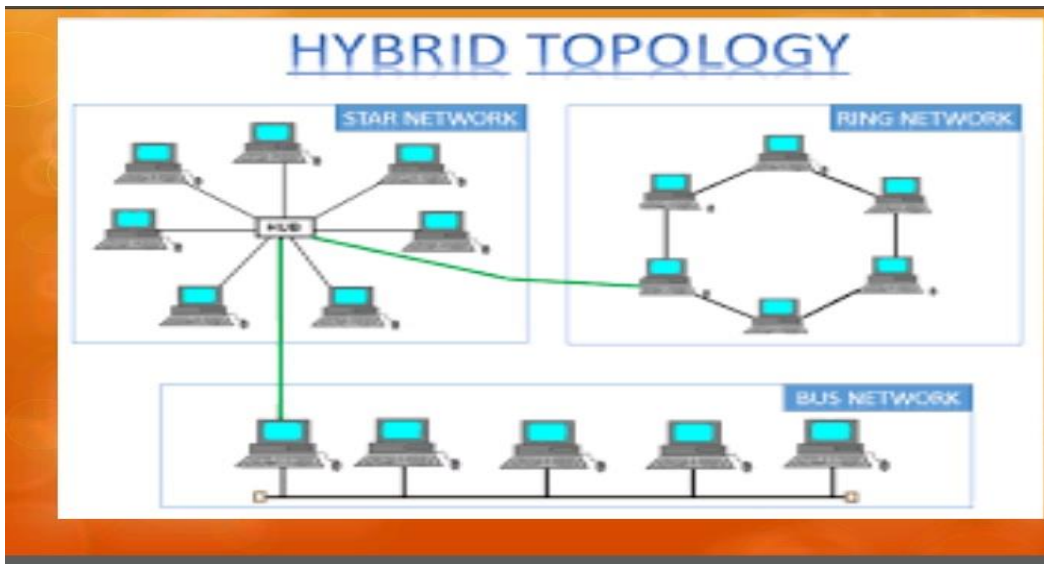 HYBRID TOPOLOGY
STAR NETWORK
RING NETWORK
HUB
BUS NETWORK